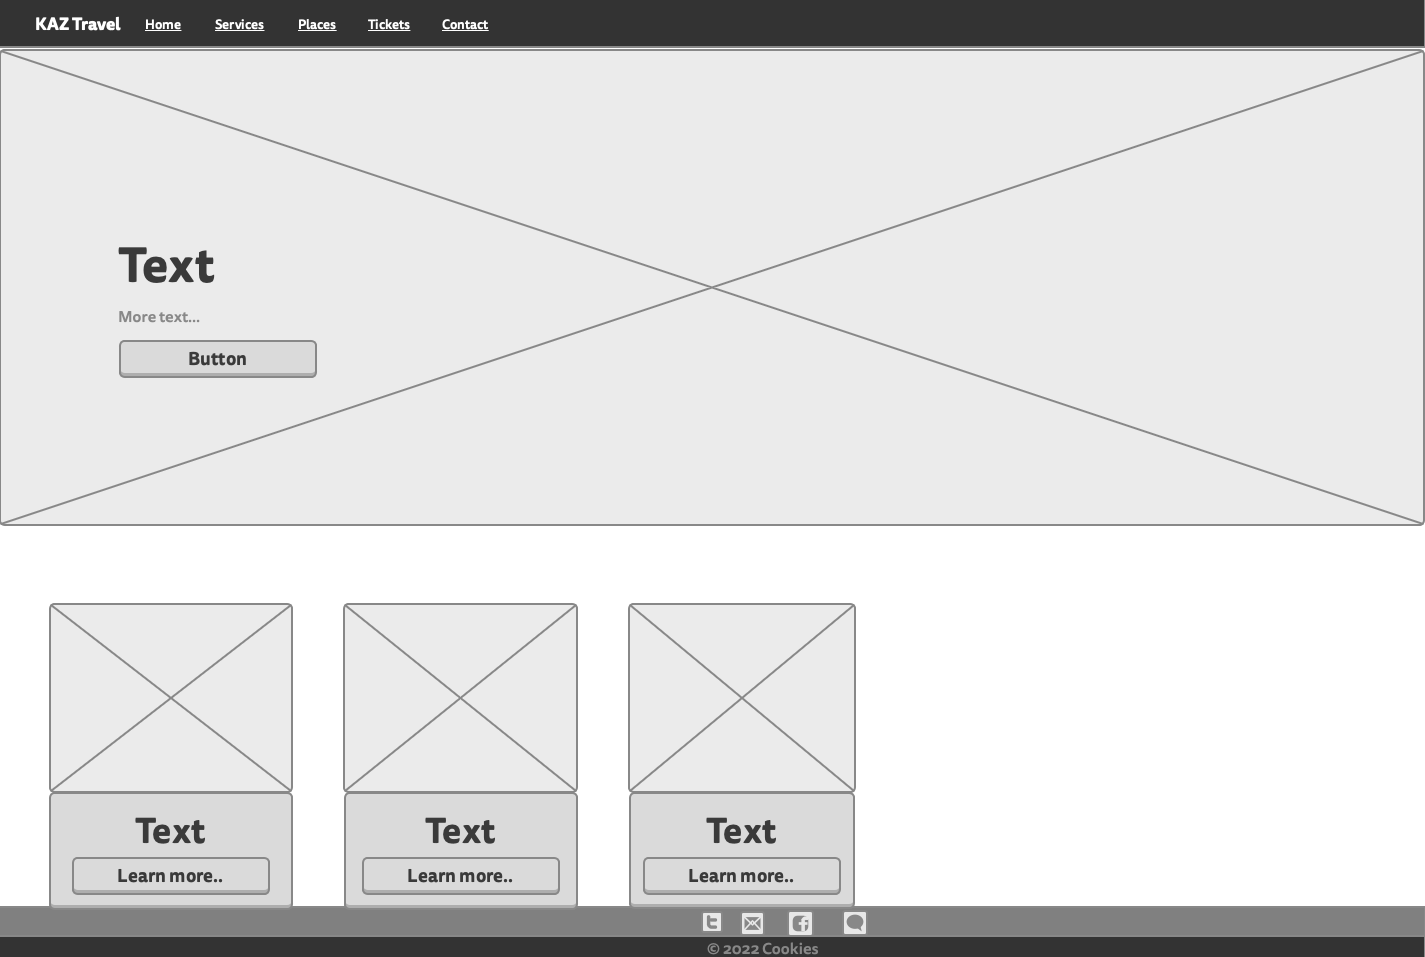 KAZ Travel Home Services Places Tickets Contact
Text
More text...
Button
Text Text Text
Learn more.. Learn more.. Learn more..
© 2022 Cookies